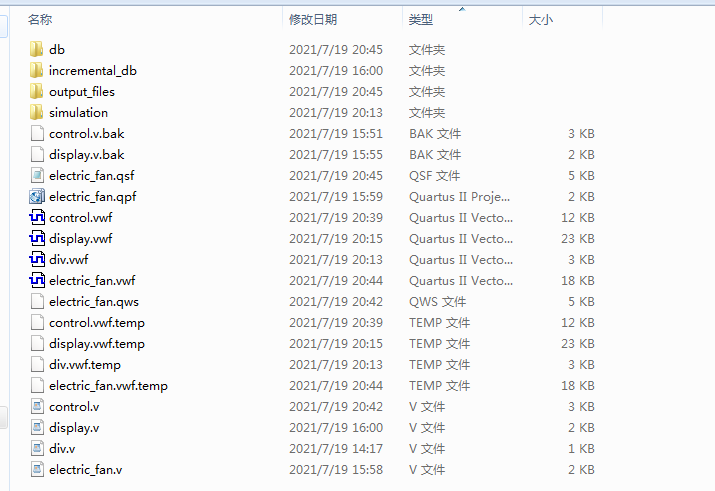 名称 修改日期 类型 大小
db 2021/7/19 20:45 文件夹
incremental_db 2021/7/19 16:00 文件夹
output_files 2021/7/19 20:45 文件夹
simulation 2021/7/19 20:13 文件夹
control.v.bak 2021/7/19 15:51 BAK 文件 3 KB
display.v.bak 2021/7/19 15:55 BAK 文件 2 KB
electric_fan.qsf 2021/7/19 20:45 QSF 文件 5 KB
electric_fan.qpf 2021/7/19 15:59 Quartus II Proje... 2 KB
control.vwf 2021/7/19 20:39 Quartus II Vecto... 12 KB
display.vwf 2021/7/19 20:15 Quartus II Vecto... 23 KB
div.vwf 2021/7/19 20:13 Quartus II Vecto... 3 KB
electric_fan.vwf 2021/7/19 20:44 Quartus II Vecto... 18 KB
electric_fan.qws 2021/7/19 20:42 QWS 文件 5 KB
control.vwf.temp 2021/7/19 20:39 TEMP 文件 12 KB
display.vwf.temp 2021/7/19 20:15 TEMP 文件 23 KB
div.vwf.temp 2021/7/19 20:13 TEMP 文件 3 KB
electric_fan.vwf.temp 2021/7/19 20:44 TEMP 文件 18 KB
control.v 2021/7/19 20:42 V 文件 3 KB
display.v 2021/7/19 16:00 V 文件 2 KB
div.v 2021/7/19 14:17 V 文件 1 KB
electric_fan.v 2021/7/19 15:58 V 文件 2 KB